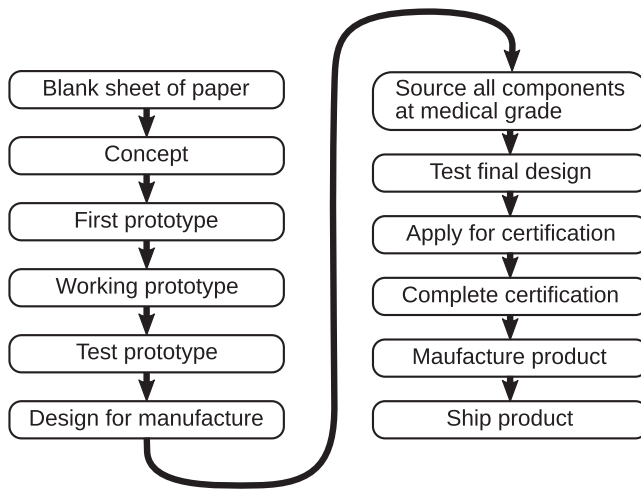 Blank sheet of paper
Concept
First prototype
Working prototype
Test prototype
Design for manufacture
Source all components
at medical grade
Test final design
Apply for certification
Complete certification
Maufacture product
Ship product